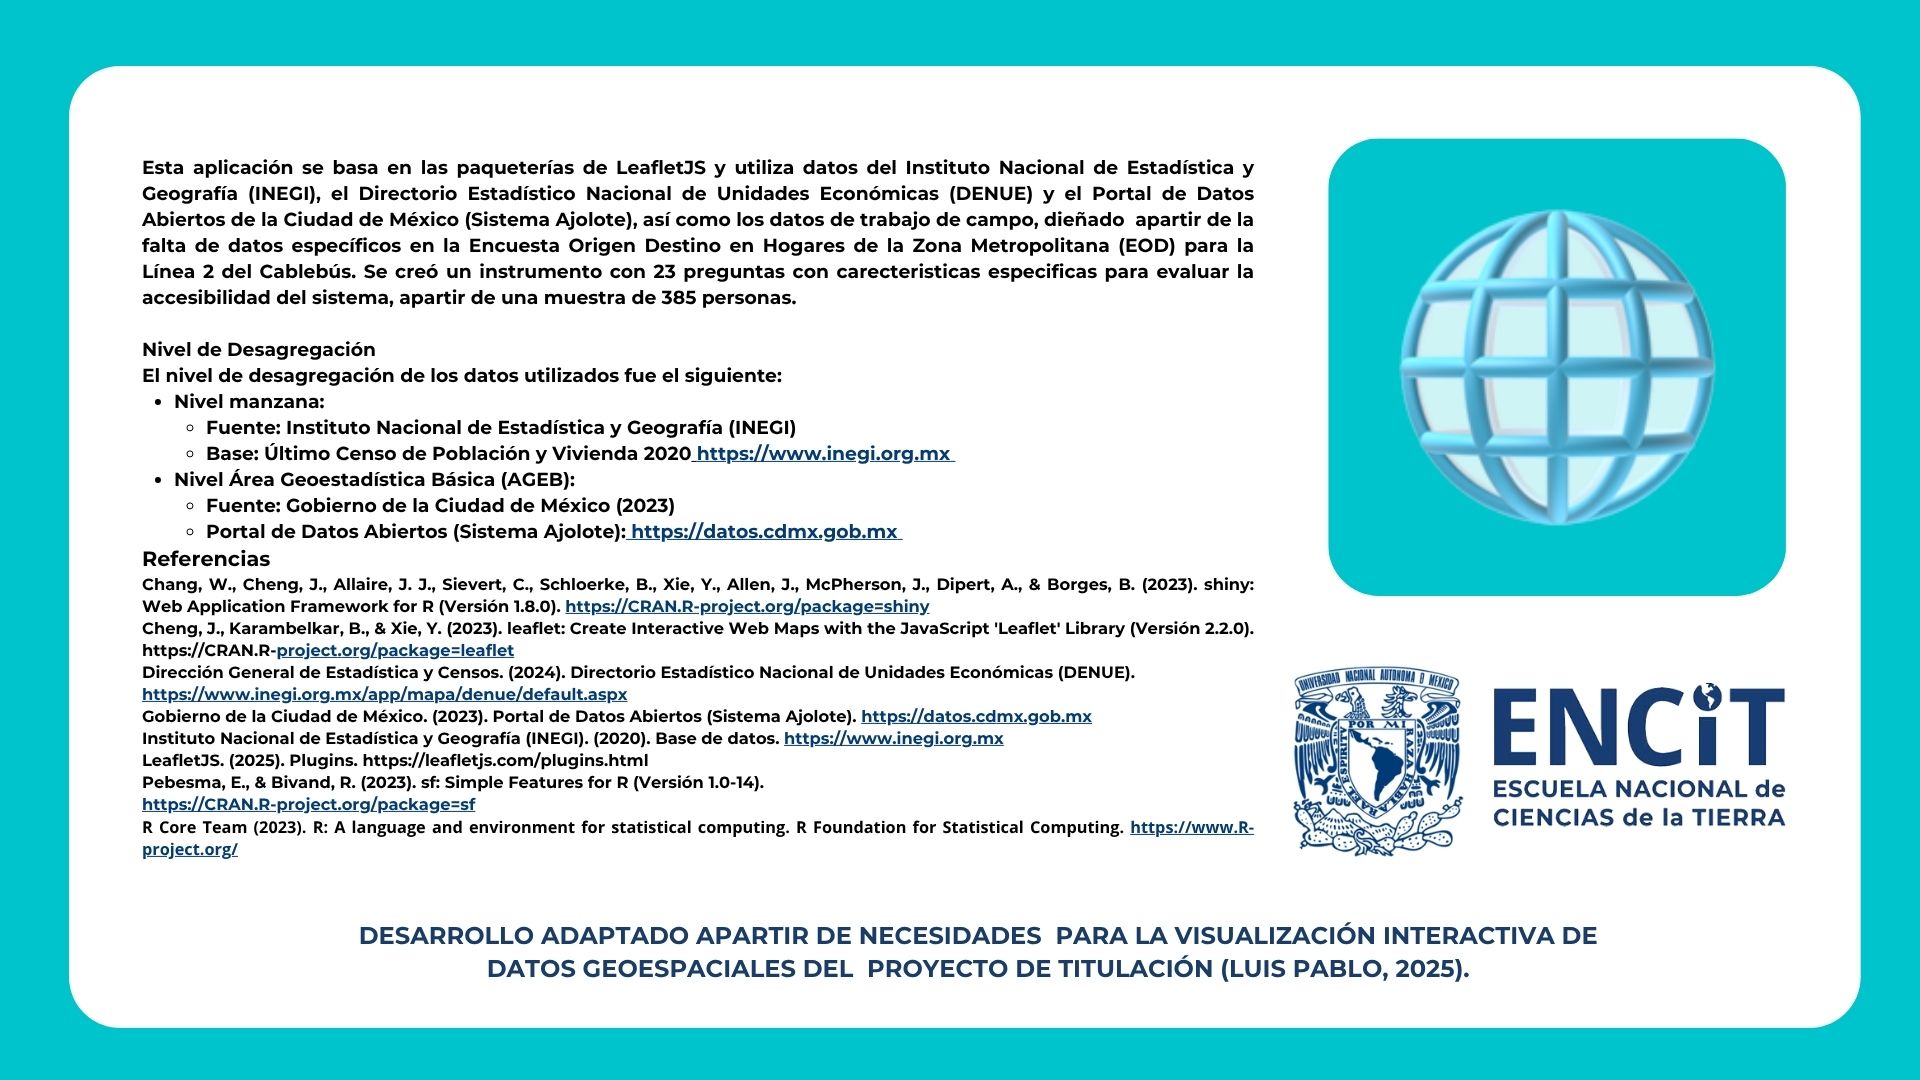 Esta aplicación se basa en las paqueterías de LeafletJS y utiliza datos del Instituto Nacional de Estadística y
Geografía (INEGI), el Directorio Estadístico Nacional de Unidades Económicas (DENUE) y el Portal de Datos
Abiertos de la Ciudad de México (Sistema Ajolote), así como los datos de trabajo de campo, dieñado  apartir de la
falta de datos específicos en la Encuesta Origen Destino en Hogares de la Zona Metropolitana (EOD) para la
Línea 2 del Cablebús. Se creó un instrumento con 23 preguntas con carecteristicas especificas para evaluar la
accesibilidad del sistema, apartir de una muestra de 385 personas.
Nivel de Desagregación
El nivel de desagregación de los datos utilizados fue el siguiente:
• Nivel manzana:
◦ Fuente: Instituto Nacional de Estadística y Geografía (INEGI)
◦ Base: Último Censo de Población y Vivienda 2020 https://www.inegi.org.mx
• Nivel Área Geoestadística Básica (AGEB):
◦ Fuente: Gobierno de la Ciudad de México (2023)
◦ Portal de Datos Abiertos (Sistema Ajolote): https://datos.cdmx.gob.mx
Referencias
Chang, W., Cheng, J., Allaire, J. J., Sievert, C., Schloerke, B., Xie, Y., Allen, J., McPherson, J., Dipert, A., & Borges, B. (2023). shiny:
Web Application Framework for R (Versión 1.8.0). https://CRAN.R-project.org/package=shiny
Cheng, J., Karambelkar, B., & Xie, Y. (2023). leaflet: Create Interactive Web Maps with the JavaScript 'Leaflet' Library (Versión 2.2.0).
https://CRAN.R-project.org/package=leaflet
Dirección General de Estadística y Censos. (2024). Directorio Estadístico Nacional de Unidades Económicas (DENUE).
https://www.inegi.org.mx/app/mapa/denue/default.aspx
Gobierno de la Ciudad de México. (2023). Portal de Datos Abiertos (Sistema Ajolote). https://datos.cdmx.gob.mx
Instituto Nacional de Estadística y Geografía (INEGI). (2020). Base de datos. https://www.inegi.org.mx
LeafletJS. (2025). Plugins. https://leafletjs.com/plugins.html
Pebesma, E., & Bivand, R. (2023). sf: Simple Features for R (Versión 1.0-14).
https://CRAN.R-project.org/package=sf
R Core Team (2023). R: A language and environment for statistical computing. R Foundation for Statistical Computing. https://www.R-
project.org/
UNIVERSIDAD NACIONAL AUTONOMA D MEXICO
POR MI
RAZA HABLARA
EL ESPIRITU
ENCiT
ESCUELA NACIONAL de
CIENCIAS de la TIERRA
DESARROLLO ADAPTADO APARTIR DE NECESIDADES  PARA LA VISUALIZACIÓN INTERACTIVA DE
DATOS GEOESPACIALES DEL  PROYECTO DE TITULACIÓN (LUIS PABLO, 2025).